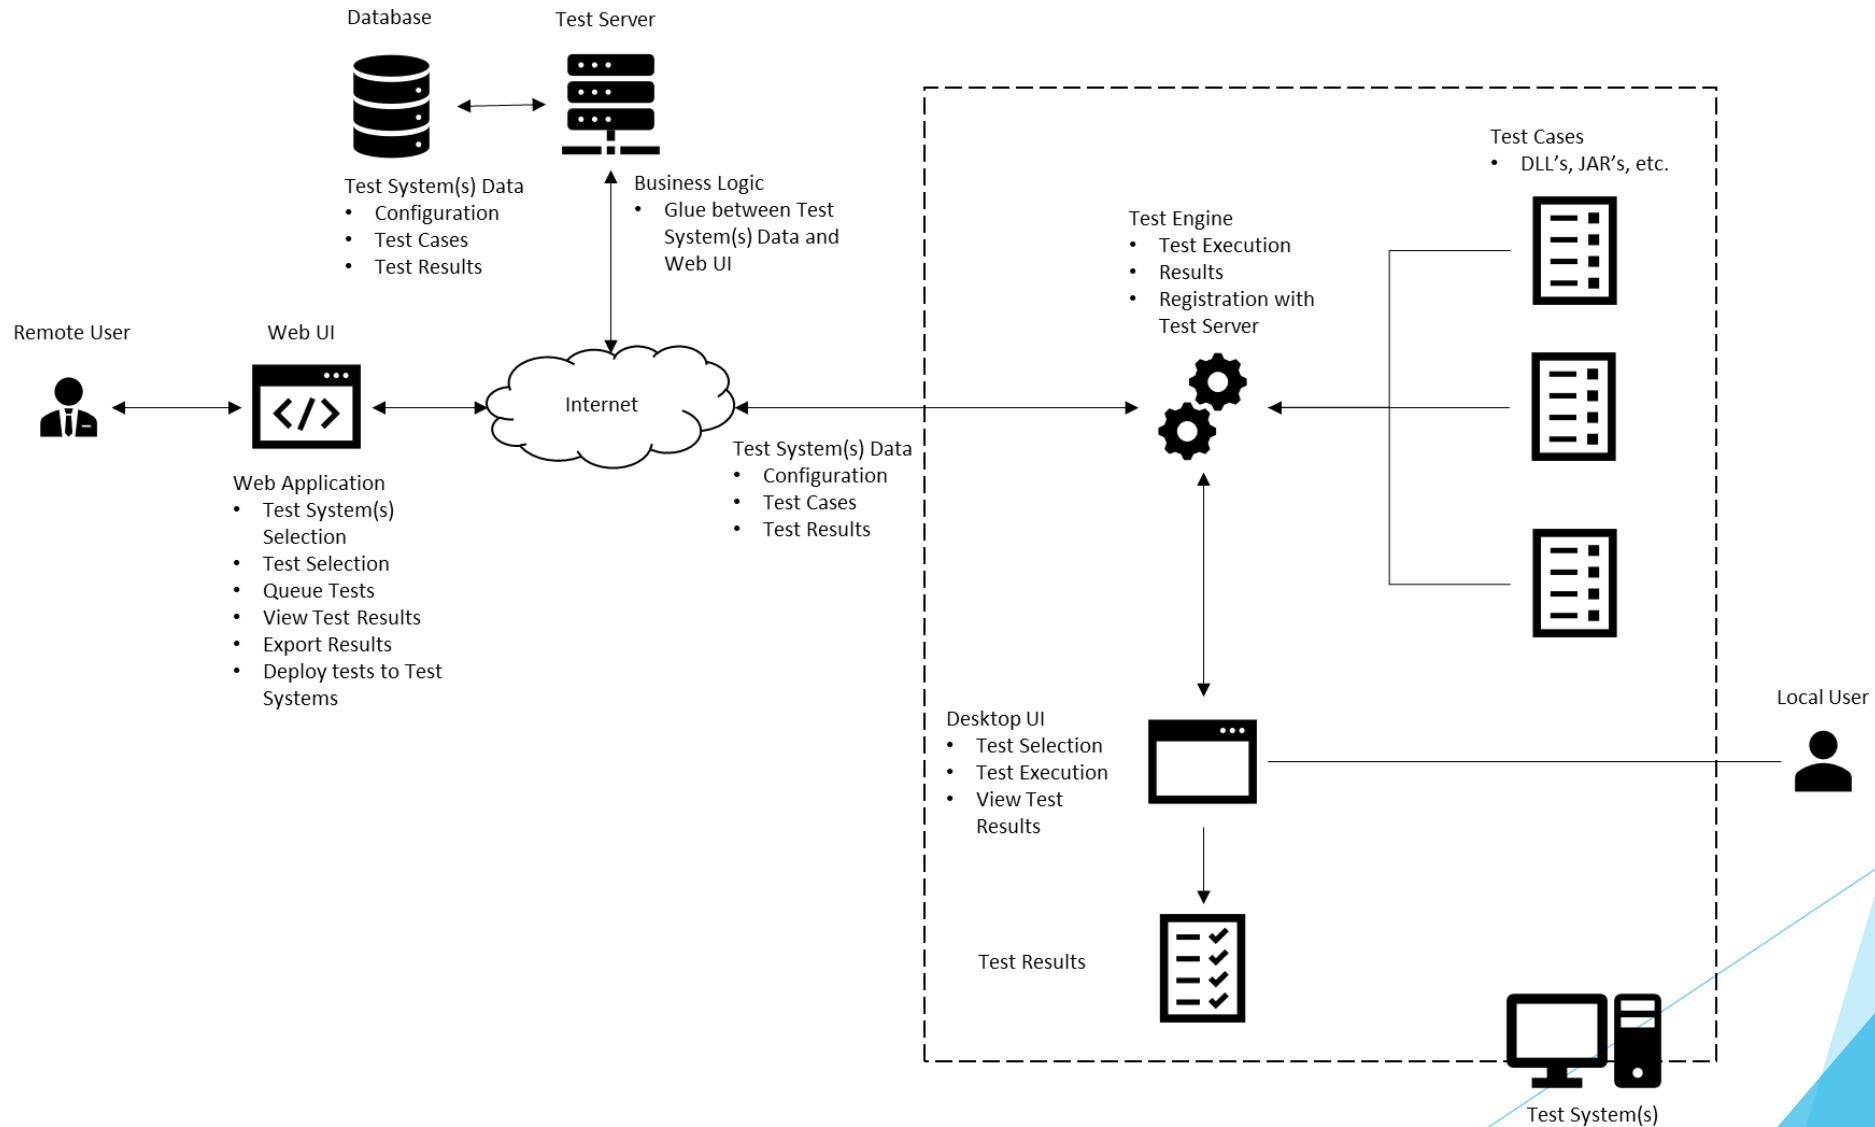 Database
Test Server
Test System(s) Data
• Configuration
• Test Cases
• Test Results
Business Logic
• Glue between Test
System(s) Data and
Web UI
Remote User
Web UI
Internet
Web Application
• Test System(s)
Selection
• Test Selection
• Queue Tests
• View Test Results
• Export Results
• Deploy tests to Test
Systems
Test System(s) Data
• Configuration
• Test Cases
• Test Results
Test Engine
• Test Execution
• Results
• Registration with
Test Server
Test Cases
• DLL’s, JAR’s, etc.
Desktop UI
• Test Selection
• Test Execution
• View Test
Results
Local User
Test Results
Test System(s)